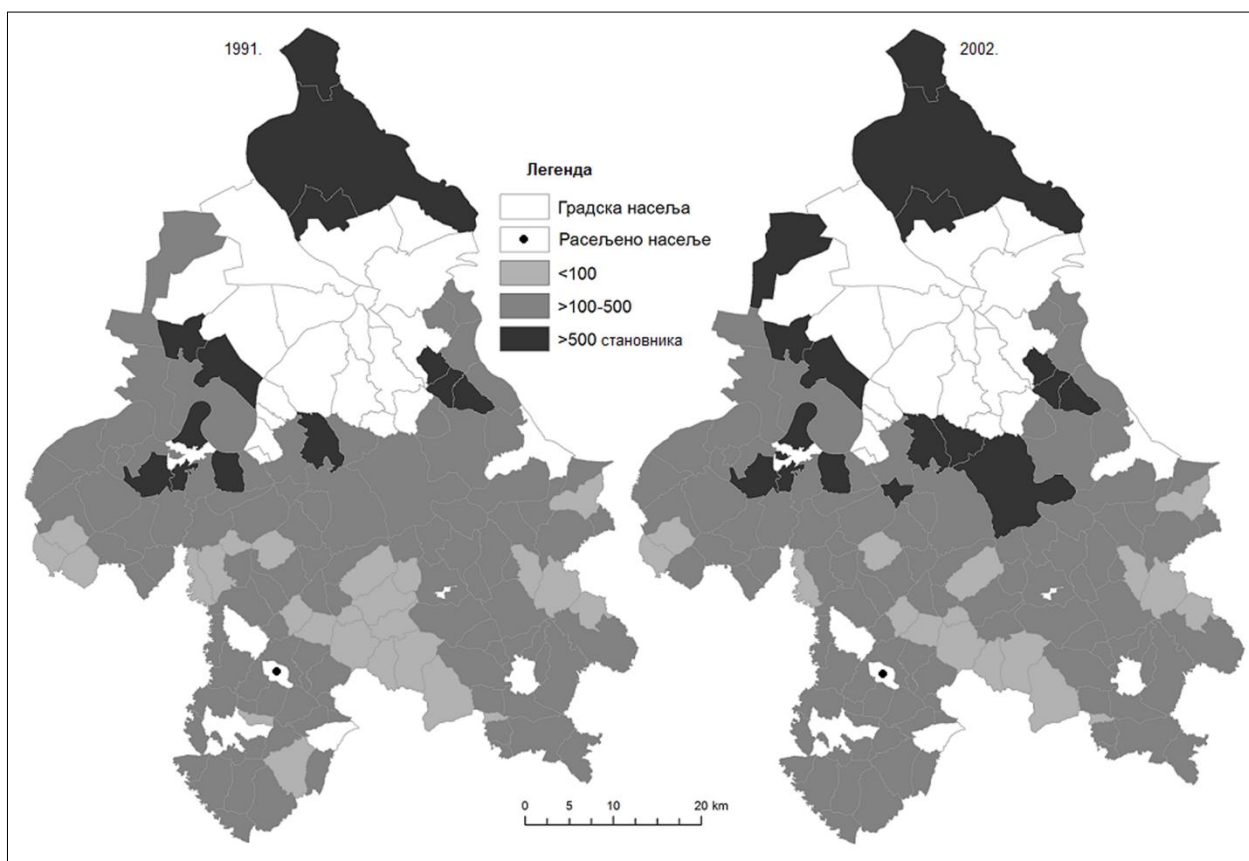 1991.
2002.
Легенда
Градска насеља
Расељено насеље
<100
>100-500
>500 становника
0 5 10 20 km